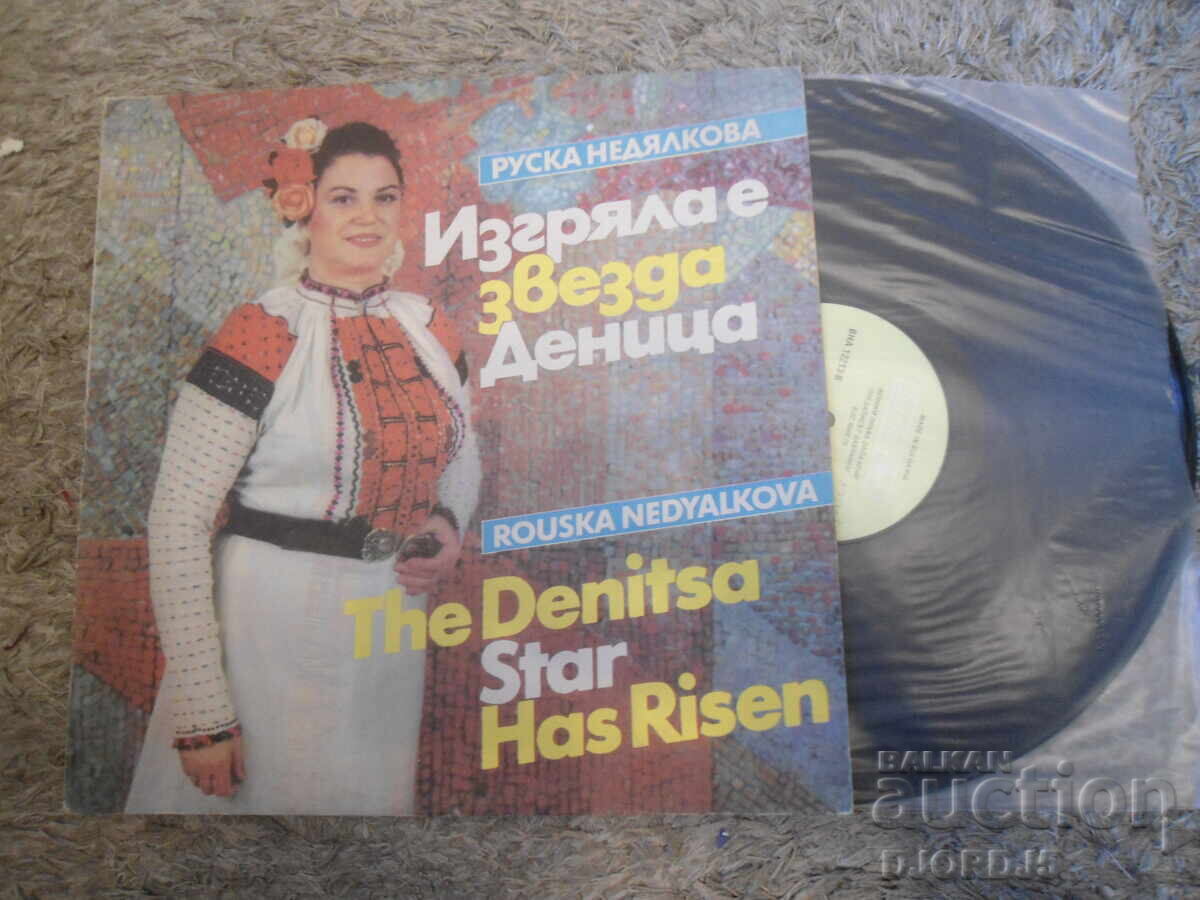 РУСКА НЕДЯЛКОВА
Изгряла е
звезда
Деница
ROUSKA NEDYALKOVA
The Denitsa
Star
Has Risen
BALKAN
auction
DJORDJ5